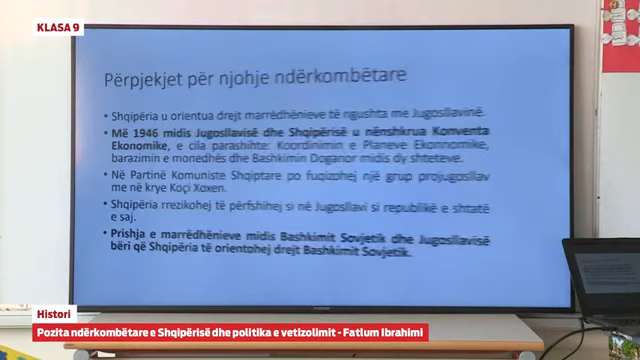 KLASA 9
Përpjekjet për njohje ndërkombëtare
• Shqipëria u orientua drejt marrëdhënieve të ngushta me Jugosllavinë.
• Më 1946 midis Jugosllavisë dhe Shqipërisë u nënshkrua Konventa
Ekonomike, e cila parashihte: Koordinimin e Planeve Ekonnomike,
barazimin e monedhës dhe Bashkimin Doganor midis dy shteteve.
• Në Partinë Komuniste Shqiptare po fuqizohej një grup projugosllav
me në krye Koçi Xoxen.
• Shqipëria rrezikohej të përfshihej si në Jugosllavi si republikë e shtatë
e saj.
• Prishja e marrëdhënieve midis Bashkimit Sovjetik dhe Jugosllavisë
bëri që Shqipëria të orientohej drejt Bashkimit Sovjetik.
Histori
Pozita ndërkombëtare e Shqipërisë dhe politika e vetizolimit - Fatlum Ibrahimi